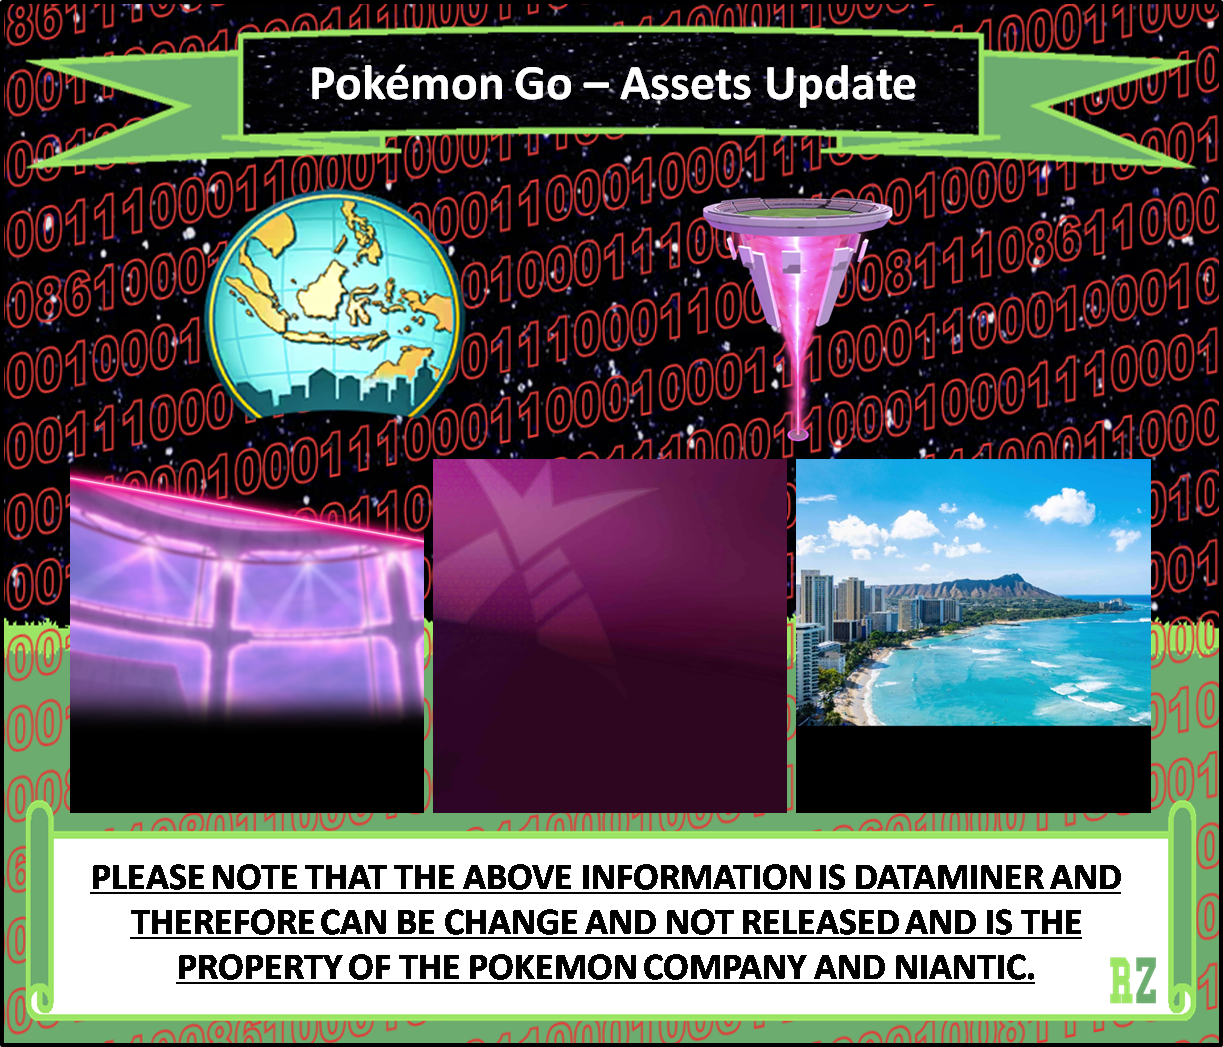 Pokémon Go – Assets Update
PLEASE NOTE THAT THE ABOVE INFORMATION IS DATAMINER AND
THEREFORE CAN BE CHANGE AND NOT RELEASED AND IS THE
PROPERTY OF THE POKEMON COMPANY AND NIANTIC.
RZ